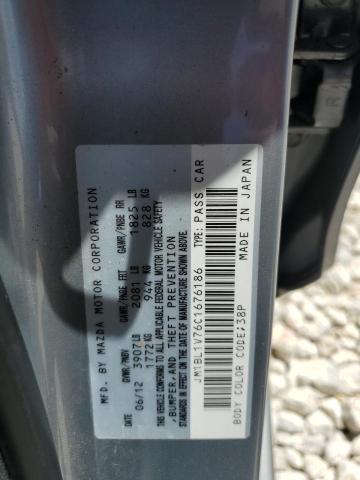 MFD. BY MAZDA MOTOR CORPORATION
GVWR/PNBV GAWR/PNBE FRT GAWR/PNBE RR
06/12 3907LB 2081 LB 1825 LB
1772KG 944 KG 828 KG
THIS VEHICLE CONFORMS TO ALL APPLICABLE FEDERAL MOTOR VEHICLE SAFETY
,BUMPER,AND THEFT PREVENTION
STANDARDS IN EFFECT ON THE DATE OF MANUFACTURE SHOWN ABOVE.
JM1BL1V76C1676186 TYPE: PASS CAR
BODY COLOR CODE;38P MADE IN JAPAN
R